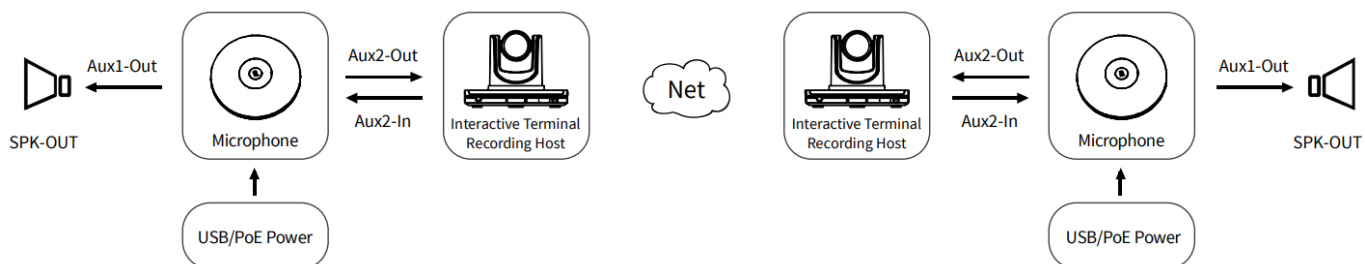 SPK-OUT
Aux1-Out
Microphone
USB/PoE Power
Aux2-Out
Aux2-In
Interactive Terminal
Recording Host
Net
Interactive Terminal
Recording Host
Aux2-Out
Aux2-In
Microphone
USB/PoE Power
Aux1-Out
SPK-OUT